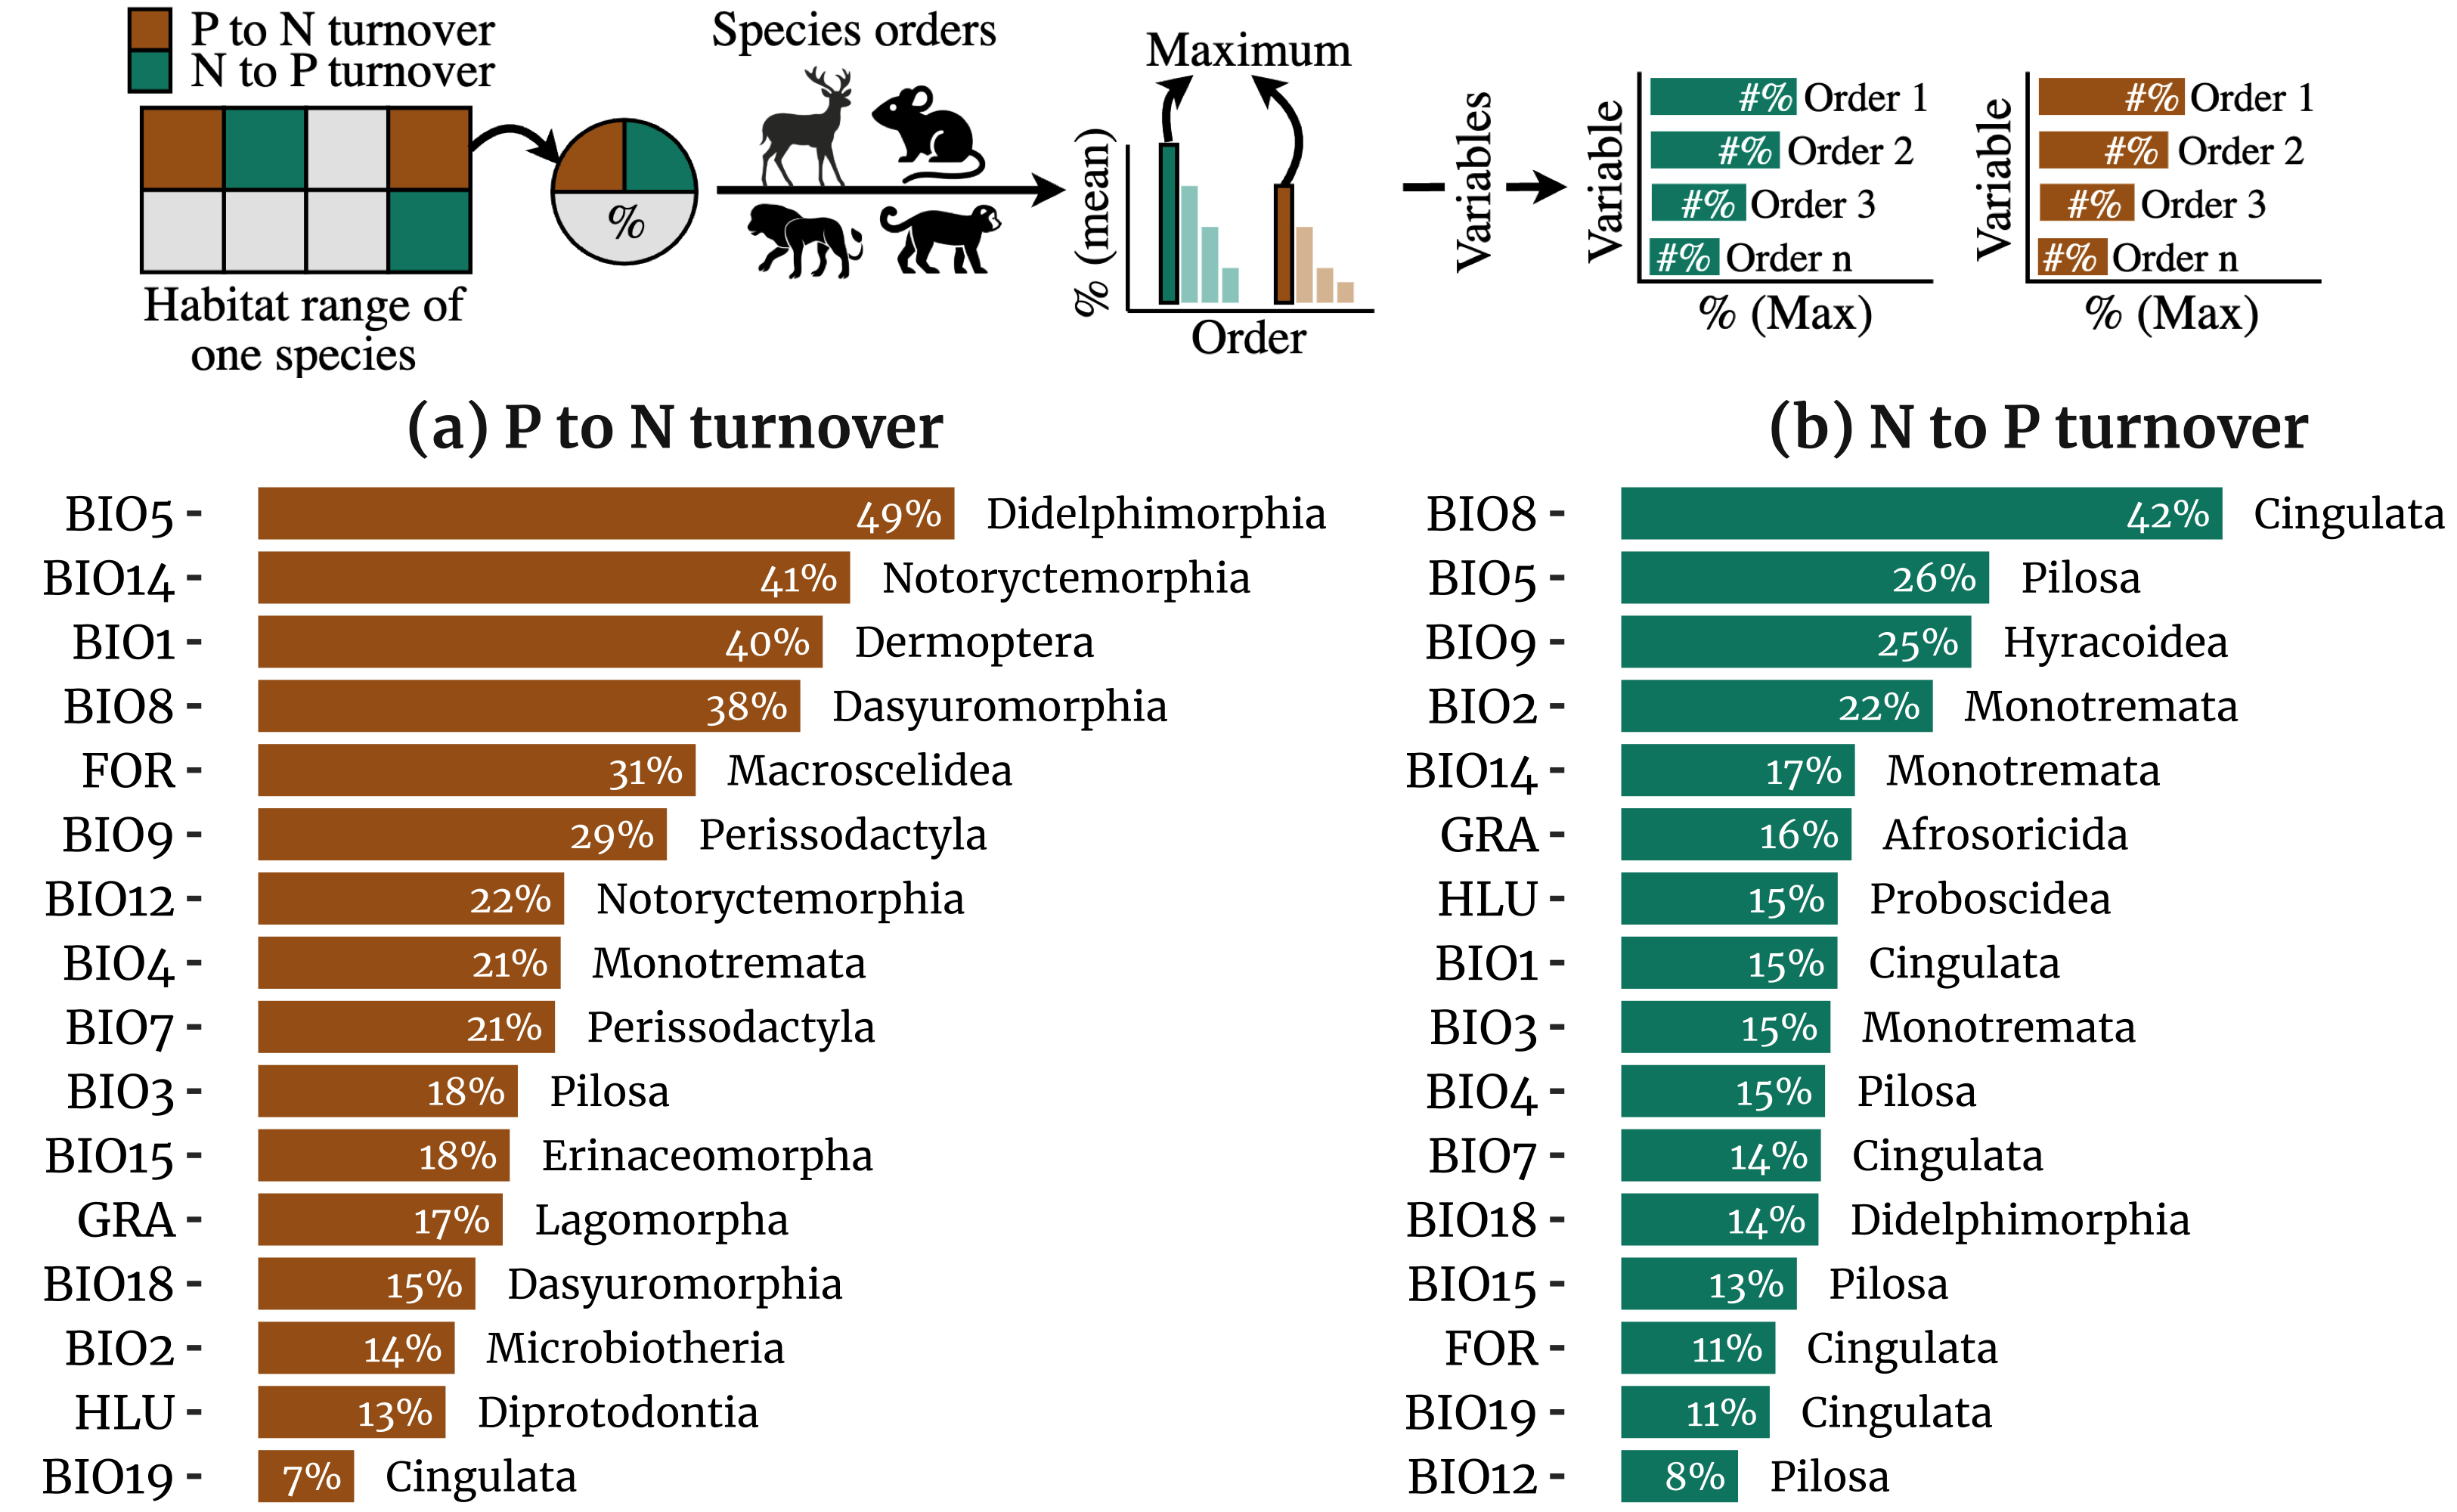 P to N turnover
N to P turnover
Habitat range of
one species
%
Species orders
Maximum
% (mean)
Order
Variables
Variable
#% Order 1
#% Order 2
#% Order 3
#% Order n
% (Max)
Variable
#% Order 1
#% Order 2
#% Order 3
#% Order n
% (Max)
(a) P to N turnover
BIO5 49% Didelphimorphia
BIO14 41% Notoryctemorphia
BIO1 40% Dermoptera
BIO8 38% Dasyuromorphia
FOR 31% Macroscelidea
BIO9 29% Perissodactyla
BIO12 22% Notoryctemorphia
BIO4 21% Monotremata
BIO7 21% Perissodactyla
BIO3 18% Pilosa
BIO15 18% Erinaceomorpha
GRA 17% Lagomorpha
BIO18 15% Dasyuromorphia
BIO2 14% Microbiotheria
HLU 13% Diprotodontia
BIO19 7% Cingulata
(b) N to P turnover
BIO8 42% Cingulata
BIO5 26% Pilosa
BIO9 25% Hyracoidea
BIO2 22% Monotremata
BIO14 17% Monotremata
GRA 16% Afrosoricida
HLU 15% Proboscidea
BIO1 15% Cingulata
BIO3 15% Monotremata
BIO4 15% Pilosa
BIO7 14% Cingulata
BIO18 14% Didelphimorphia
BIO15 13% Pilosa
FOR 11% Cingulata
BIO19 11% Cingulata
BIO12 8% Pilosa